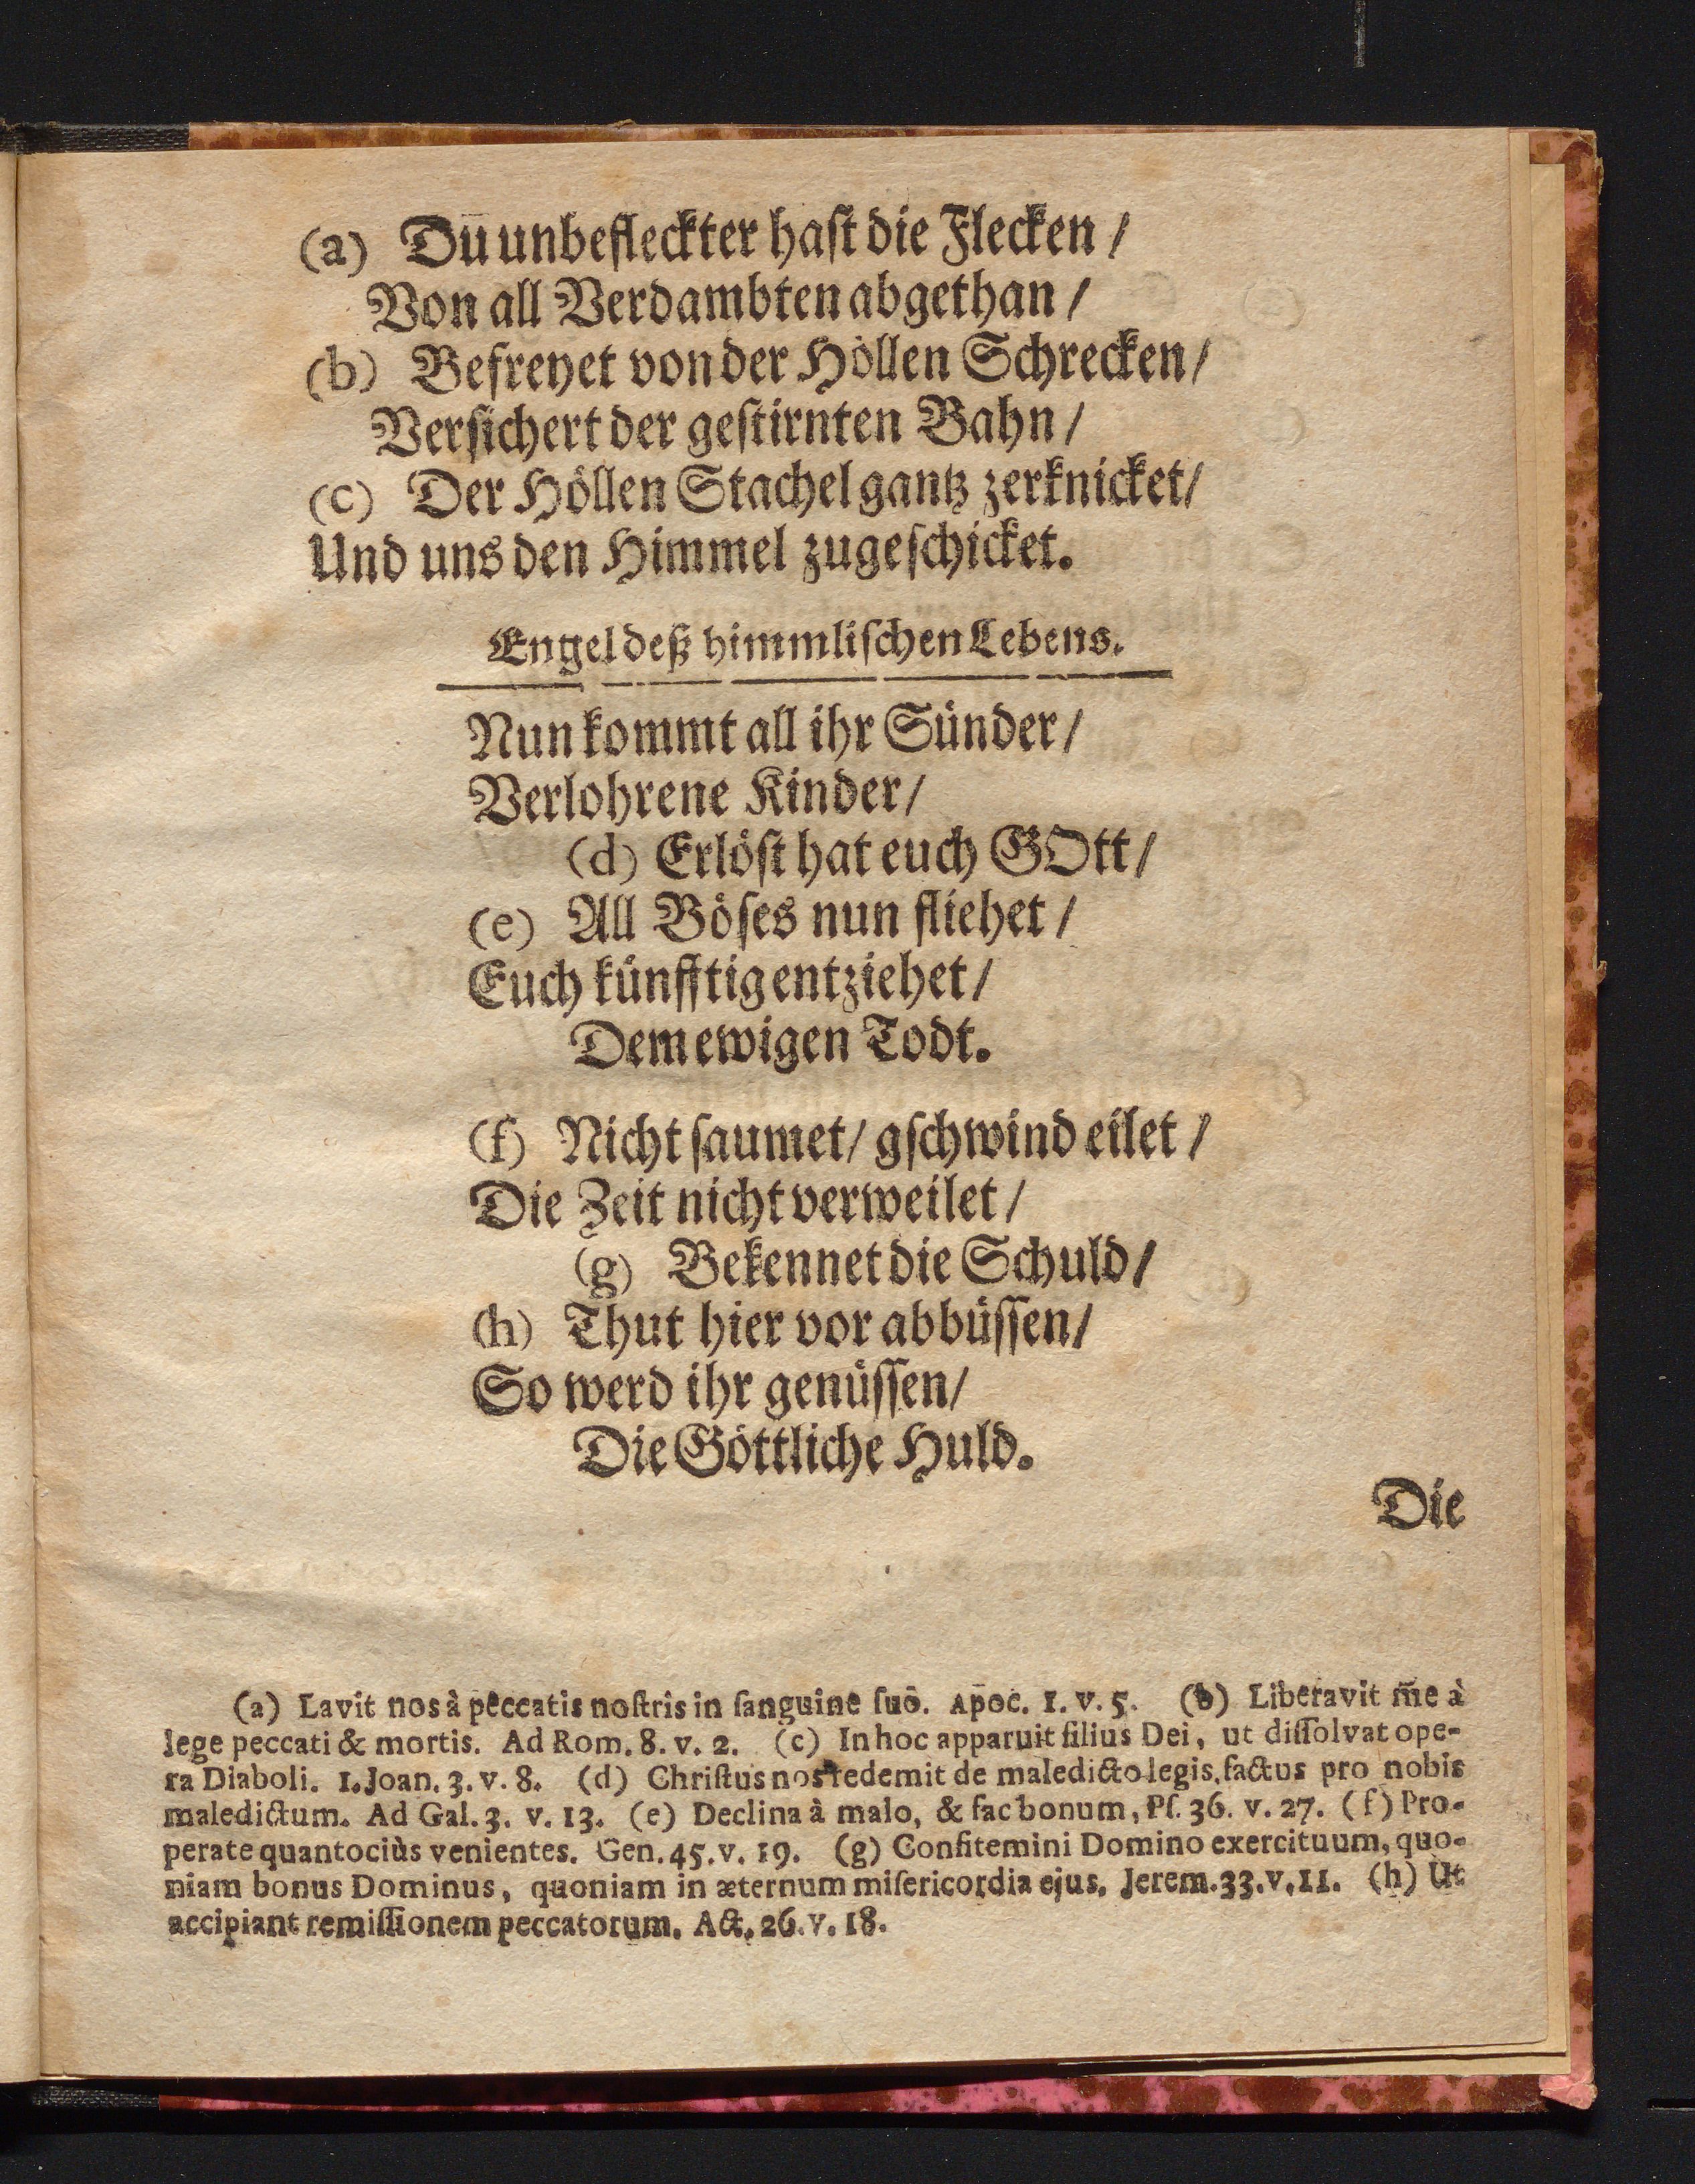 (a) Du unbefleckter hast die Flecken /
Von all Verdambten abgethan /
(b) Befreyet von der Höllen Schrecken /
Versichert der gestirnten Bahn /
(c) Der Höllen Stachel gantz zerknicket /
Und uns den Himmel zugeschicket.
Engel deß himmlischen Lebens.
Nun kommt all ihr Sünder /
Verlohrene Kinder /
(d) Erlöst hat euch GOtt /
(e) All Böses nun fliehet /
Euch künfftig entziehet /
Dem ewigen Todt.
(f) Nicht saumet / gschwind eilet /
Die Zeit nicht verweilet /
(g) Bekennet die Schuld /
(h) Thut hier vor abbüssen /
So werd ihr genüssen /
Die Göttliche Huld.
Die
(a) Lavit nos à peccatis nostris in sanguine suô. Apoc. 1. v. 5. (b) Liberavit me à
lege peccati & mortis. Ad Rom. 8. v. 2. (c) In hoc apparuit filius Dei, ut dissolvat ope-
ra Diaboli. 1. Joan. 3. v. 8. (d) Christus nos redemit de maledicto legis, factus pro nobis
maledictum. Ad Gal. 3. v. 13. (e) Declina à malo, & fac bonum, Ps. 36. v. 27. (f) Pro-
perate quantociùs venientes. Gen. 45. v. 19. (g) Confitemini Domino exercituum, quo-
niam bonus Dominus, quoniam in æternum misericordia ejus, Jerem. 33. v. 11. (h) Ut
accipiant remissionem peccatorum. Act. 26. v. 18.